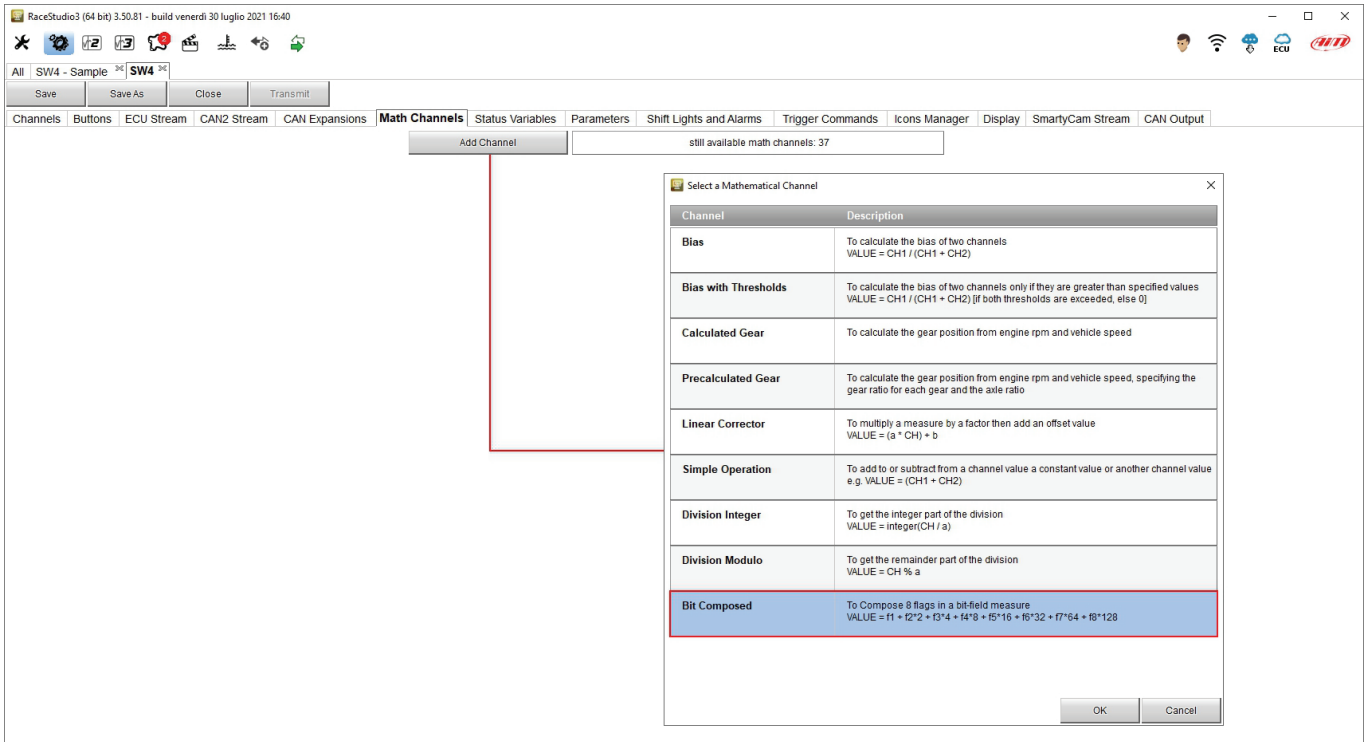 RaceStudio3 (64 bit) 3.50.81 - build venerdì 30 luglio 2021 16:40
2
ECU
AiM
All SW4 - Sample SW4
Save Save As Close Transmit
Channels Buttons ECU Stream CAN2 Stream CAN Expansions Math Channels Status Variables Parameters Shift Lights and Alarms Trigger Commands Icons Manager Display SmartyCam Stream CAN Output
Add Channel still available math channels: 37
Select a Mathematical Channel
Channel Description
Bias To calculate the bias of two channels
VALUE = CH1 / (CH1 + CH2)
Bias with Thresholds To calculate the bias of two channels only if they are greater than specified values
VALUE = CH1 / (CH1 + CH2) [if both thresholds are exceeded, else 0]
Calculated Gear To calculate the gear position from engine rpm and vehicle speed
Precalculated Gear To calculate the gear position from engine rpm and vehicle speed, specifying the
gear ratio for each gear and the axle ratio
Linear Corrector To multiply a measure by a factor then add an offset value
VALUE = (a * CH) + b
Simple Operation To add to or subtract from a channel value a constant value or another channel value
e.g. VALUE = (CH1 + CH2)
Division Integer To get the integer part of the division
VALUE = integer(CH / a)
Division Modulo To get the remainder part of the division
VALUE = CH % a
Bit Composed To Compose 8 flags in a bit-field measure
VALUE = f1 + f2*2 + f3*4 + f4*8 + f5*16 + f6*32 + f7*64 + f8*128
OK Cancel